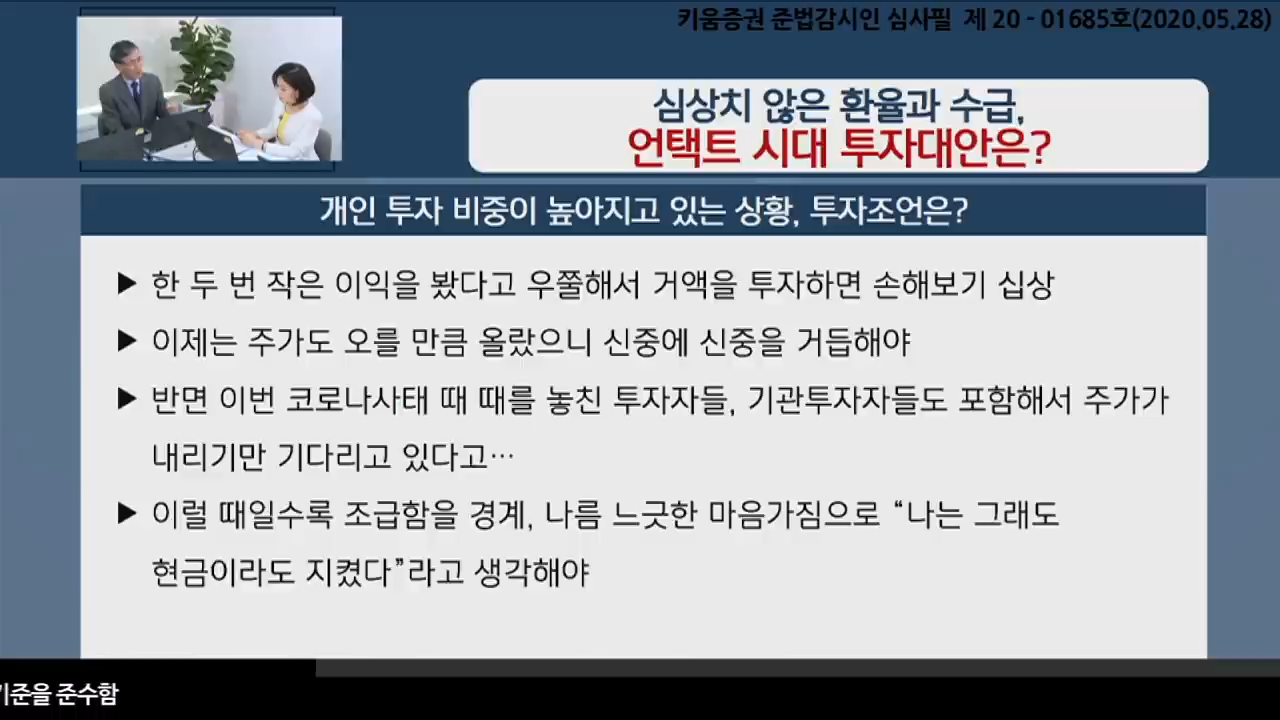 키움증권 준법감시인 심사필 제 20 - 01685호(2020.05.28)
심상치 않은 환율과 수급,
언택트 시대 투자대안은?
개인 투자 비중이 높아지고 있는 상황, 투자조언은?
▶ 한 두 번 작은 이익을 봤다고 우쭐해서 거액을 투자하면 손해보기 십상
▶ 이제는 주가도 오를 만큼 올랐으니 신중에 신중을 거듭해야
▶ 반면 이번 코로나사태 때 때를 놓친 투자자들, 기관투자자들도 포함해서 주가가
내리기만 기다리고 있다고…
▶ 이럴 때일수록 조급함을 경계, 나름 느긋한 마음가짐으로 “나는 그래도
현금이라도 지켰다”라고 생각해야
기준을 준수함